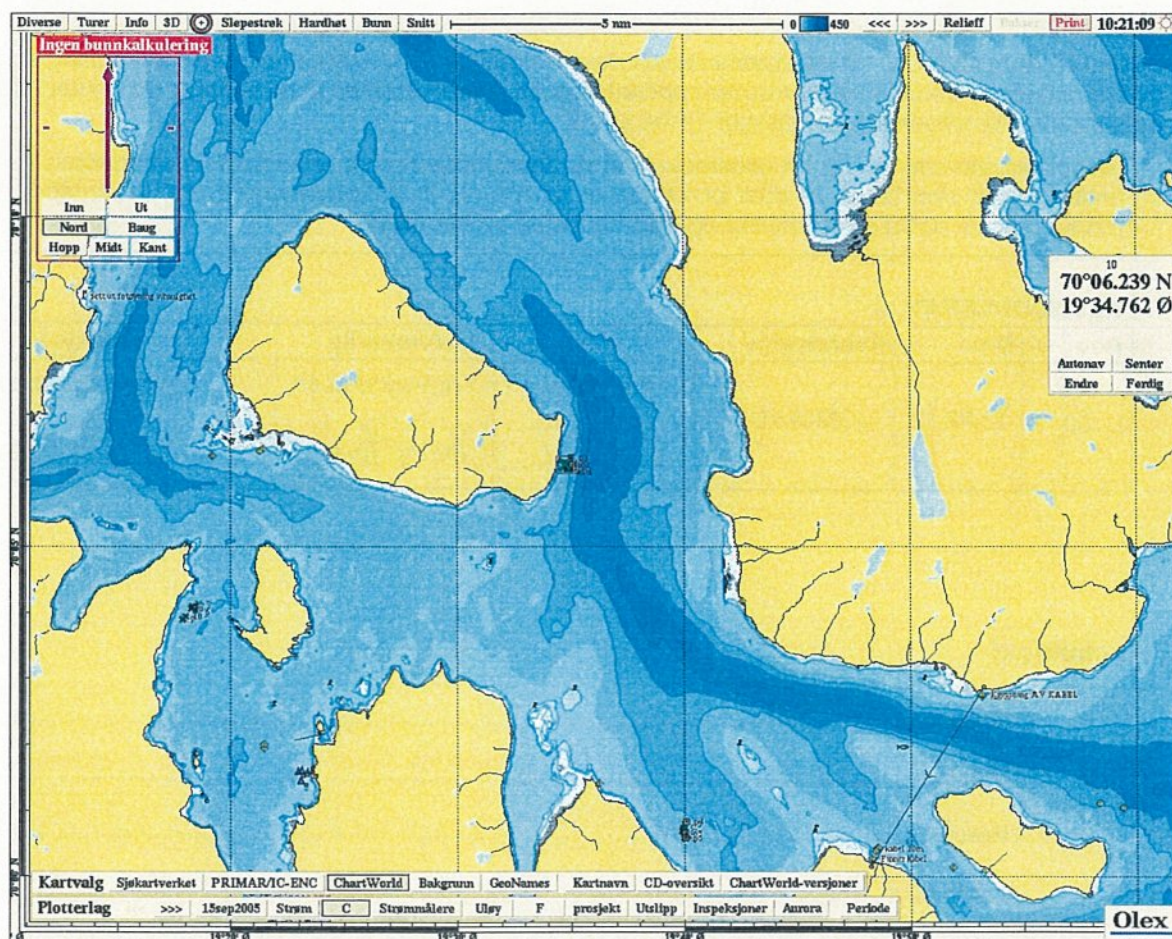 Diverse Turer Info 3D Slepestrek Hardhet Bunn Snitt 5 nm 0 450 <<< >>> Relieff Print 10:21:09
Ingen bunnkalkulering
Inn Ut
Nord Baug
Hopp Midt Kant
10
70°06.239 N
19°34.762 Ø
Autonav Senter
Endre Ferdig
KABEL
Kartvalg Sjøkartverket PRIMAR/IC-ENC ChartWorld Bakgrunn GeoNames Kartnavn CD-oversikt ChartWorld-versjoner
Plotterlag >>> 15sep2005 Strøm C Strømmålere Uløy F prosjekt Utslipp Inspeksjoner Aurora Periode
Olex